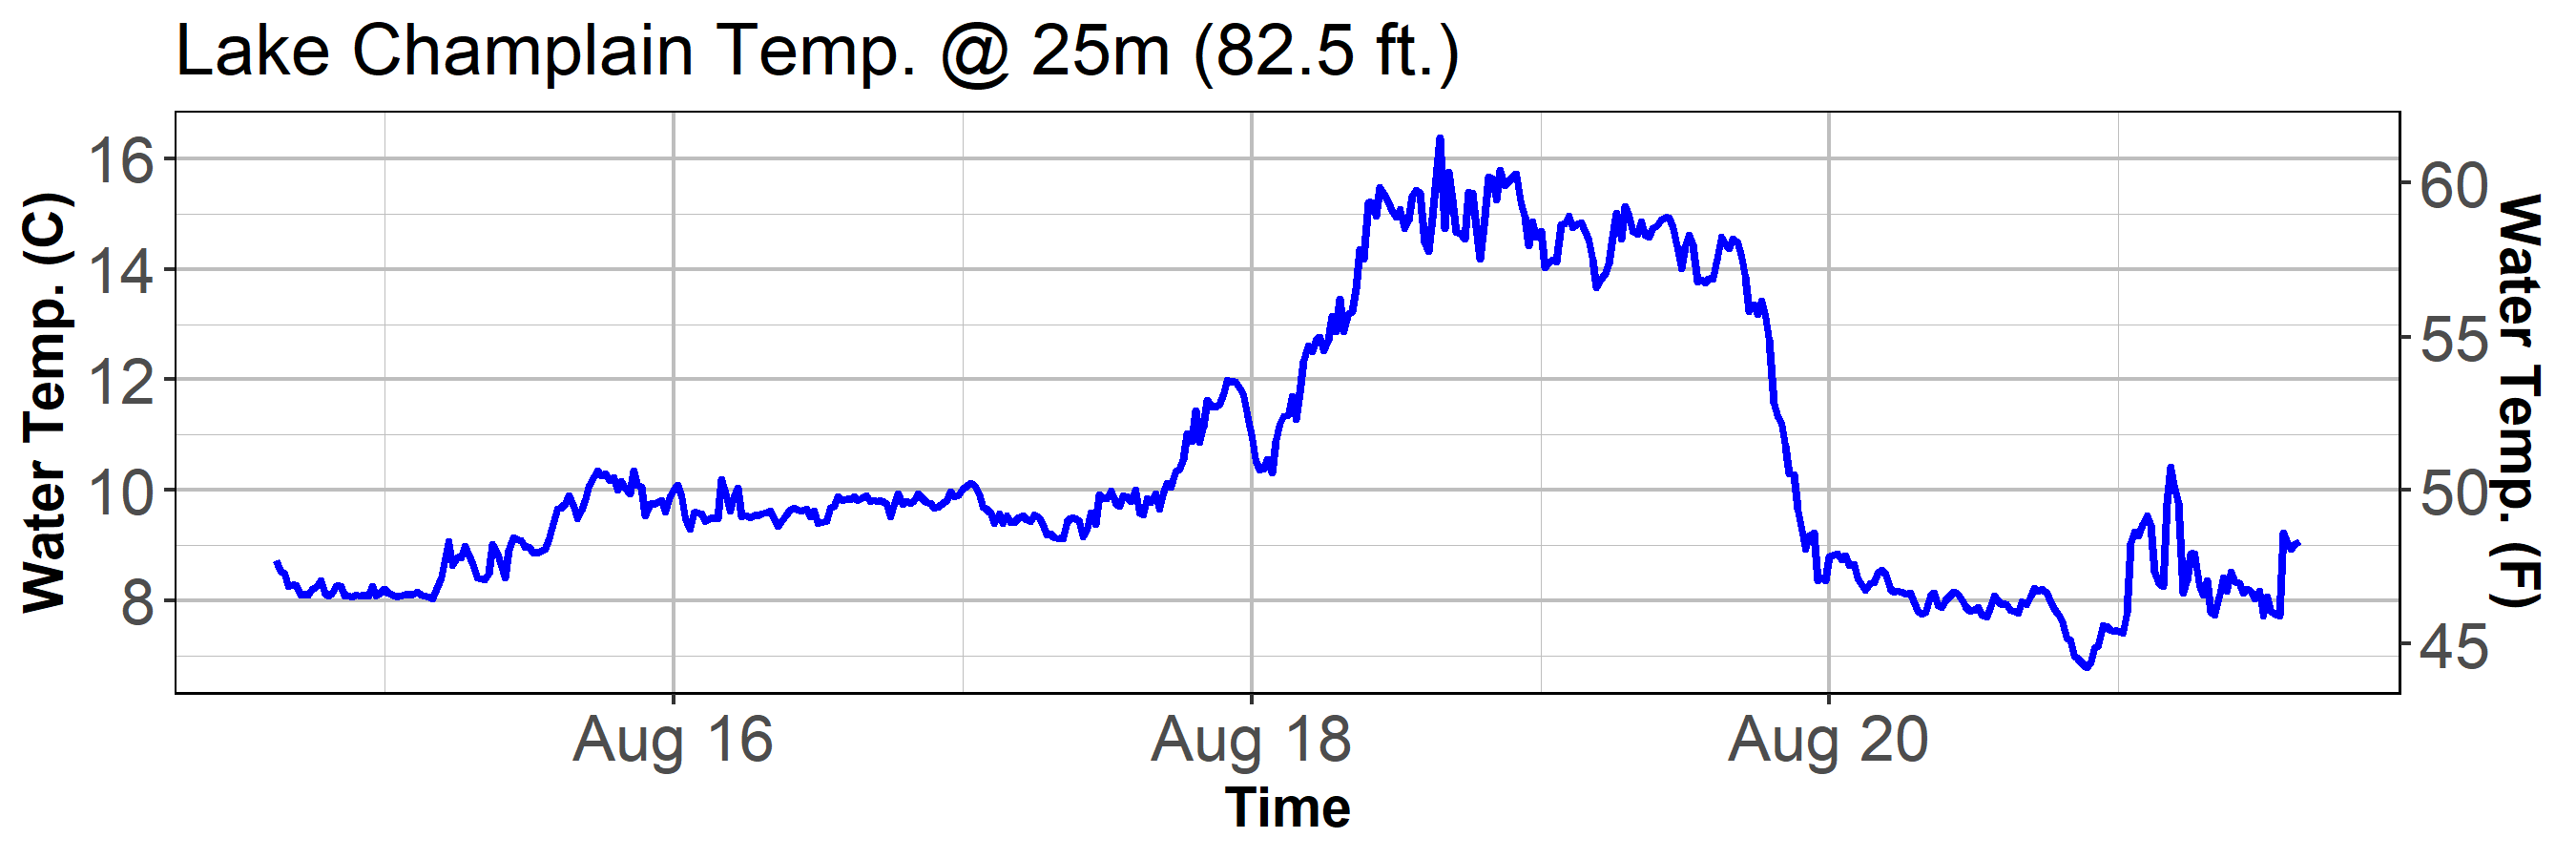 Lake Champlain Temp. @ 25m (82.5 ft.)
Water Temp. (C)
16
14
12
10
8
60
55
50
45
Water Temp. (F)
Aug 16
Aug 18
Aug 20
Time